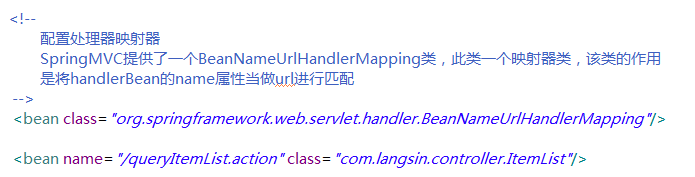 <!--
配置处理器映射器
SpringMVC提供了一个BeanNameUrlHandlerMapping类，此类一个映射器类，该类的作用
是将handlerBean的name属性当做url进行匹配
-->
<bean class="org.springframework.web.servlet.handler.BeanNameUrlHandlerMapping"/>
<bean name="/queryItemList.action" class="com.langsin.controller.ItemList"/>